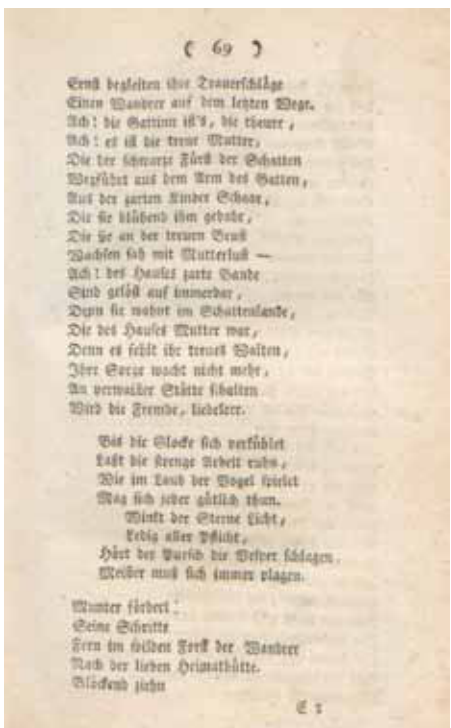 ( 69 )
Ernst begleiten ihre Trauerschläge
Einen Wandrer auf dem letzten Wege.
Ach! die Gattinn ist's, die theure,
Ach! es ist die treue Mutter,
Die der schwarze Fürst der Schatten
Wegführt aus dem Arm des Gatten,
Aus der zarten Kinder Schaar,
Die sie blühend ihm gebahr,
Die sie an der treuen Brust
Wachsen sah mit Mutterlust —
Ach! des Hauses zarte Bande
Sind gelöst auf immerdar,
Denn sie wohnt im Schattenlande,
Die des Hauses Mutter war,
Denn es fehlt ihr treues Walten,
Ihre Sorge wacht nicht mehr,
An verwaister Stätte schalten
Wird die Fremde, liebeleer.
Bis die Glocke sich verkühlet
Laßt die strenge Arbeit ruhn,
Wie im Laub der Vogel spielet
Mag sich jeder gütlich thun.
Winkt der Sterne Licht,
Ledig aller Pflicht,
Hört der Pursch die Vesper schlagen,
Meister muß sich immer plagen.
Munter fördert
Seine Schritte
Fern im wilden Forst der Wandrer
Nach der lieben Heimathütte.
Blöckend ziehn
E 2